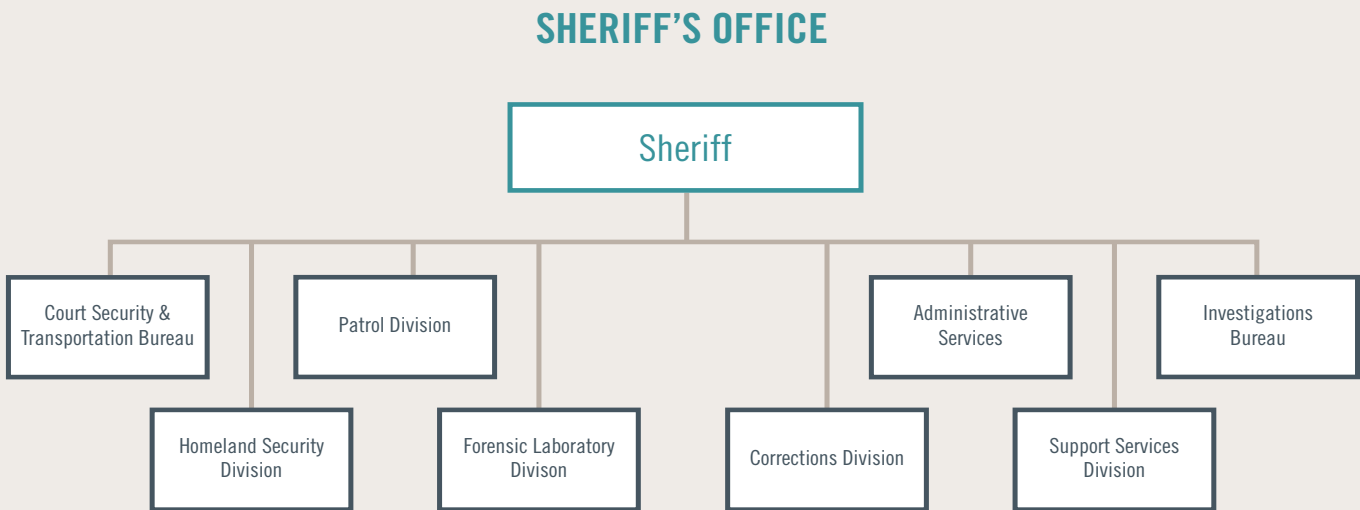 SHERIFF’S OFFICE
Sheriff
Court Security &
Transportation Bureau
Patrol Division
Administrative
Services
Investigations
Bureau
Homeland Security
Division
Forensic Laboratory
Divison
Corrections Division
Support Services
Division